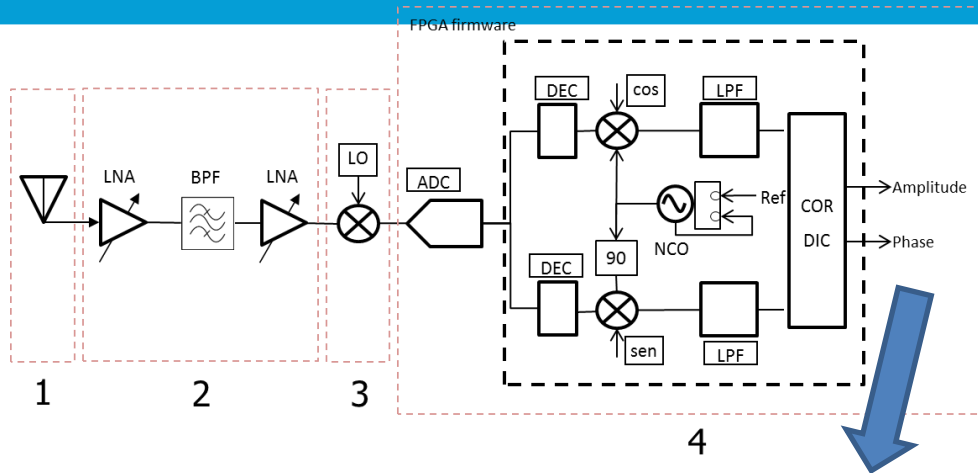 FPGA firmware
DEC
cos
LPF
LNA
BPF
LNA
LO
ADC
Ref
NCO
COR
DIC
Amplitude
Phase
90
DEC
sen
LPF
1
2
3
4